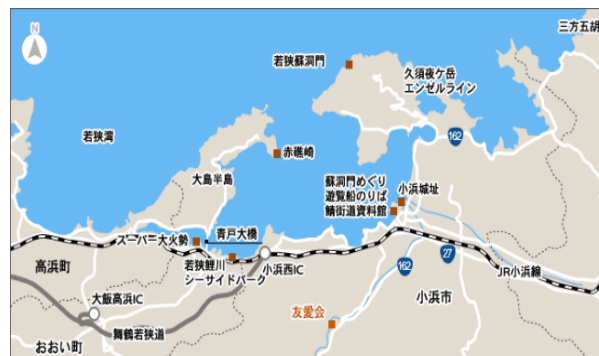 N
三方五胡
若狭蘇洞門
久須夜ケ岳
エンゼルライン
162
若狭湾
赤礁崎
大島半島
蘇洞門めぐり
遊覧船のりば
鯖街道資料館
小浜城址
スーパー大火勢
青戸大橋
高浜町
若狭鯉川
シーサイドパーク
小浜西IC
162
27
JR小浜線
大飯高浜IC
小浜市
友愛会
舞鶴若狭道
おおい町